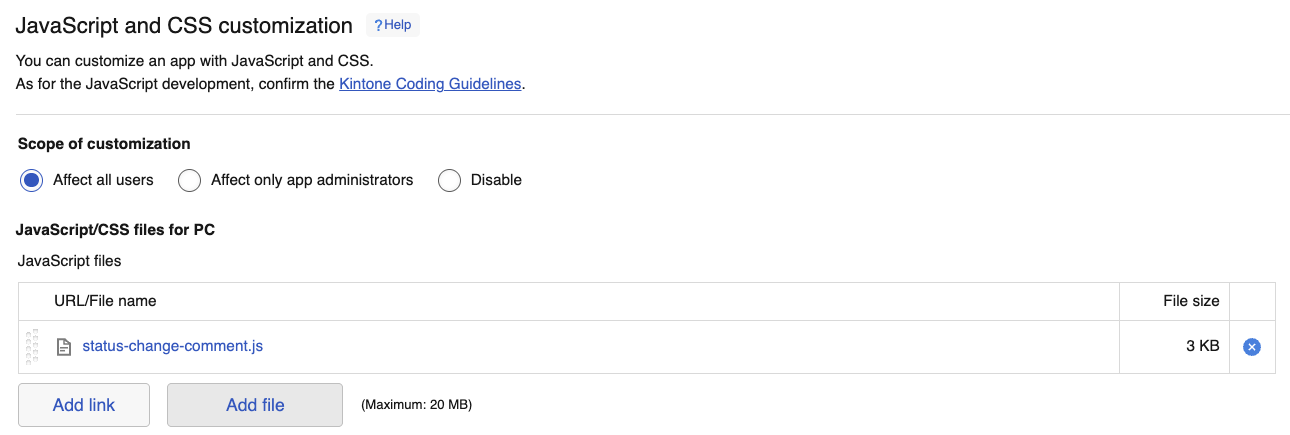 JavaScript and CSS customization ?Help
You can customize an app with JavaScript and CSS.
As for the JavaScript development, confirm the Kintone Coding Guidelines.
Scope of customization
Affect all users Affect only app administrators Disable
JavaScript/CSS files for PC
JavaScript files
URL/File name File size
status-change-comment.js 3 KB
Add link Add file (Maximum: 20 MB)